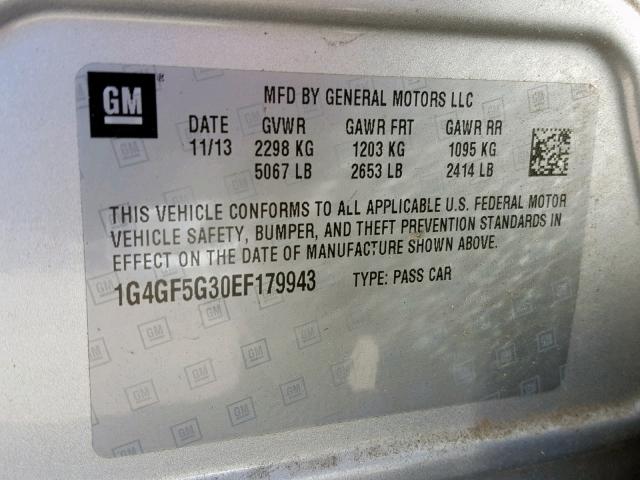 GM
MFD BY GENERAL MOTORS LLC
DATE GVWR GAWR FRT GAWR RR
11/13 2298 KG 1203 KG 1095 KG
5067 LB 2653 LB 2414 LB
THIS VEHICLE CONFORMS TO ALL APPLICABLE U.S. FEDERAL MOTOR
VEHICLE SAFETY, BUMPER, AND THEFT PREVENTION STANDARDS IN
EFFECT ON THE DATE OF MANUFACTURE SHOWN ABOVE.
1G4GF5G30EF179943 TYPE: PASS CAR